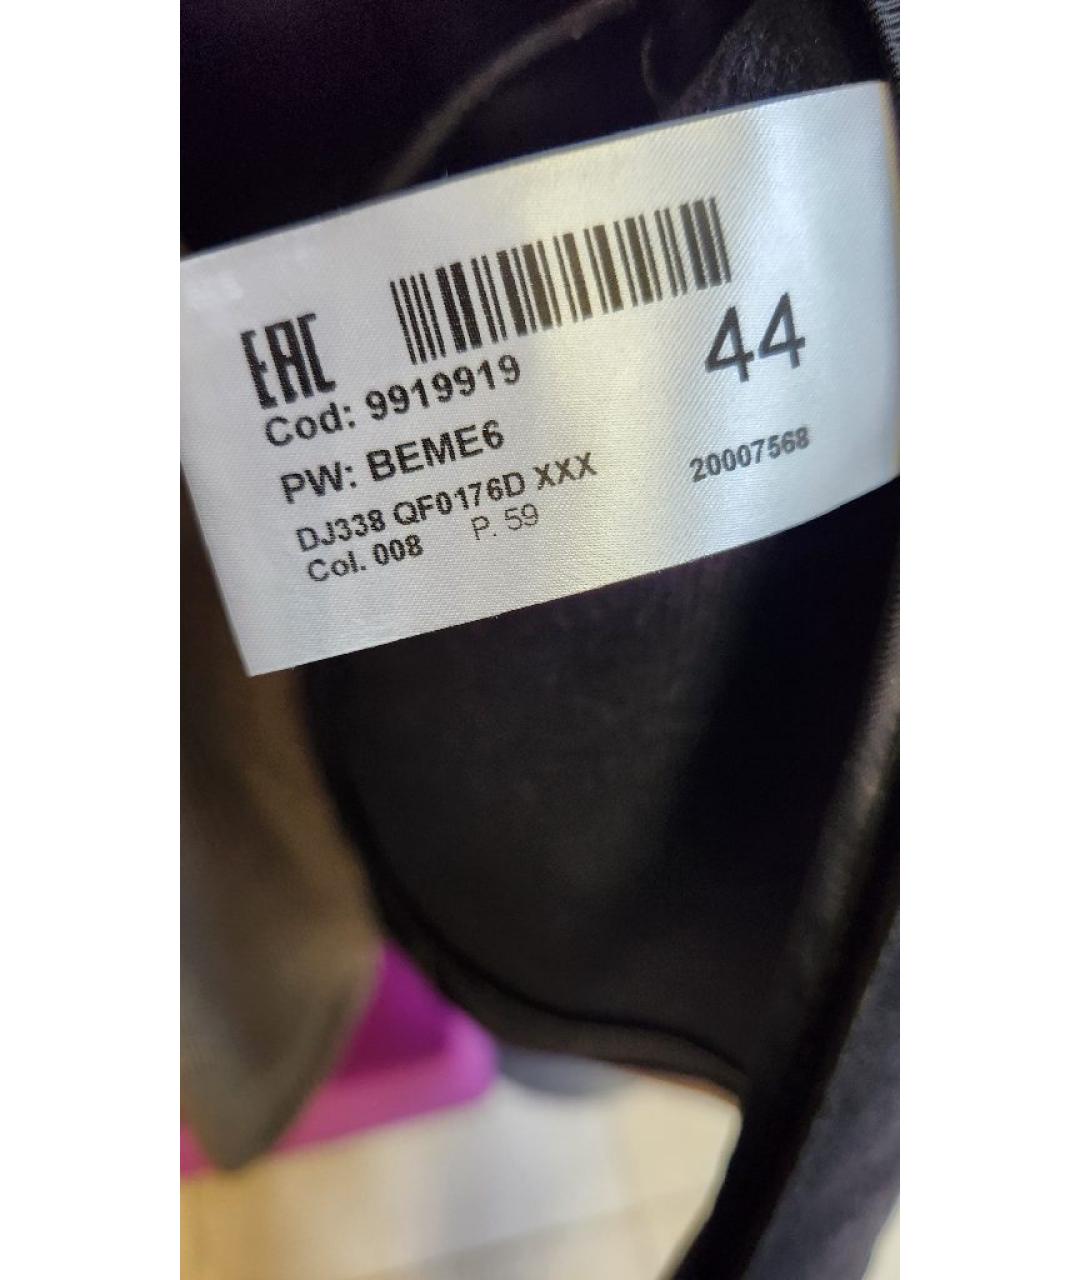 EAC
44
Cod: 9919919
PW: BEME6
20007568
DJ338 QF0176D XXX
Col. 008 P. 59